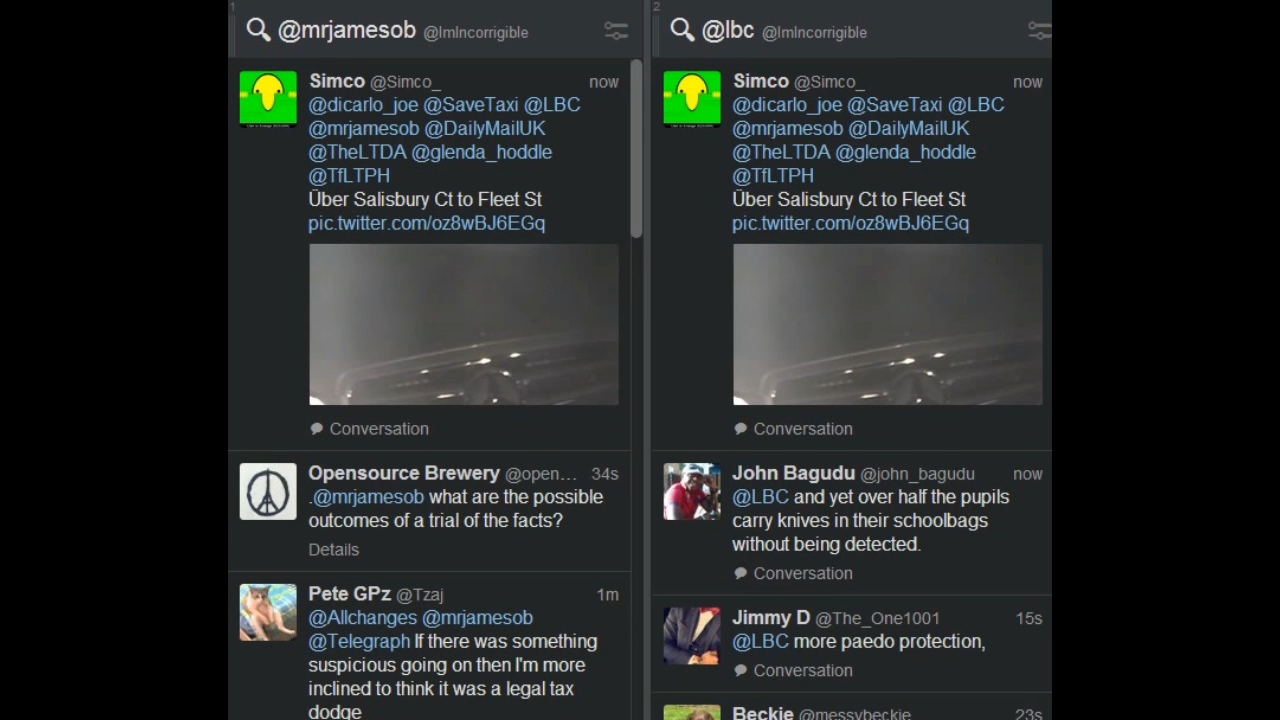 1
@mrjamesob @ImIncorrigible
Simco @Simco_ now
@dicarlo_joe @SaveTaxi @LBC
@mrjamesob @DailyMailUK
@TheLTDA @glenda_hoddle
@TfLTPH
Über Salisbury Ct to Fleet St
pic.twitter.com/oz8wBJ6EGq
Conversation
Opensource Brewery @open... 34s
.@mrjamesob what are the possible
outcomes of a trial of the facts?
Details
Pete GPz @Tzaj 1m
@Allchanges @mrjamesob
@Telegraph If there was something
suspicious going on then I'm more
inclined to think it was a legal tax
dodge
2
@lbc @ImIncorrigible
Simco @Simco_ now
@dicarlo_joe @SaveTaxi @LBC
@mrjamesob @DailyMailUK
@TheLTDA @glenda_hoddle
@TfLTPH
Über Salisbury Ct to Fleet St
pic.twitter.com/oz8wBJ6EGq
Conversation
John Bagudu @john_bagudu now
@LBC and yet over half the pupils
carry knives in their schoolbags
without being detected.
Conversation
Jimmy D @The_One1001 15s
@LBC more paedo protection,
Conversation
Beckie @messybeckie 23s